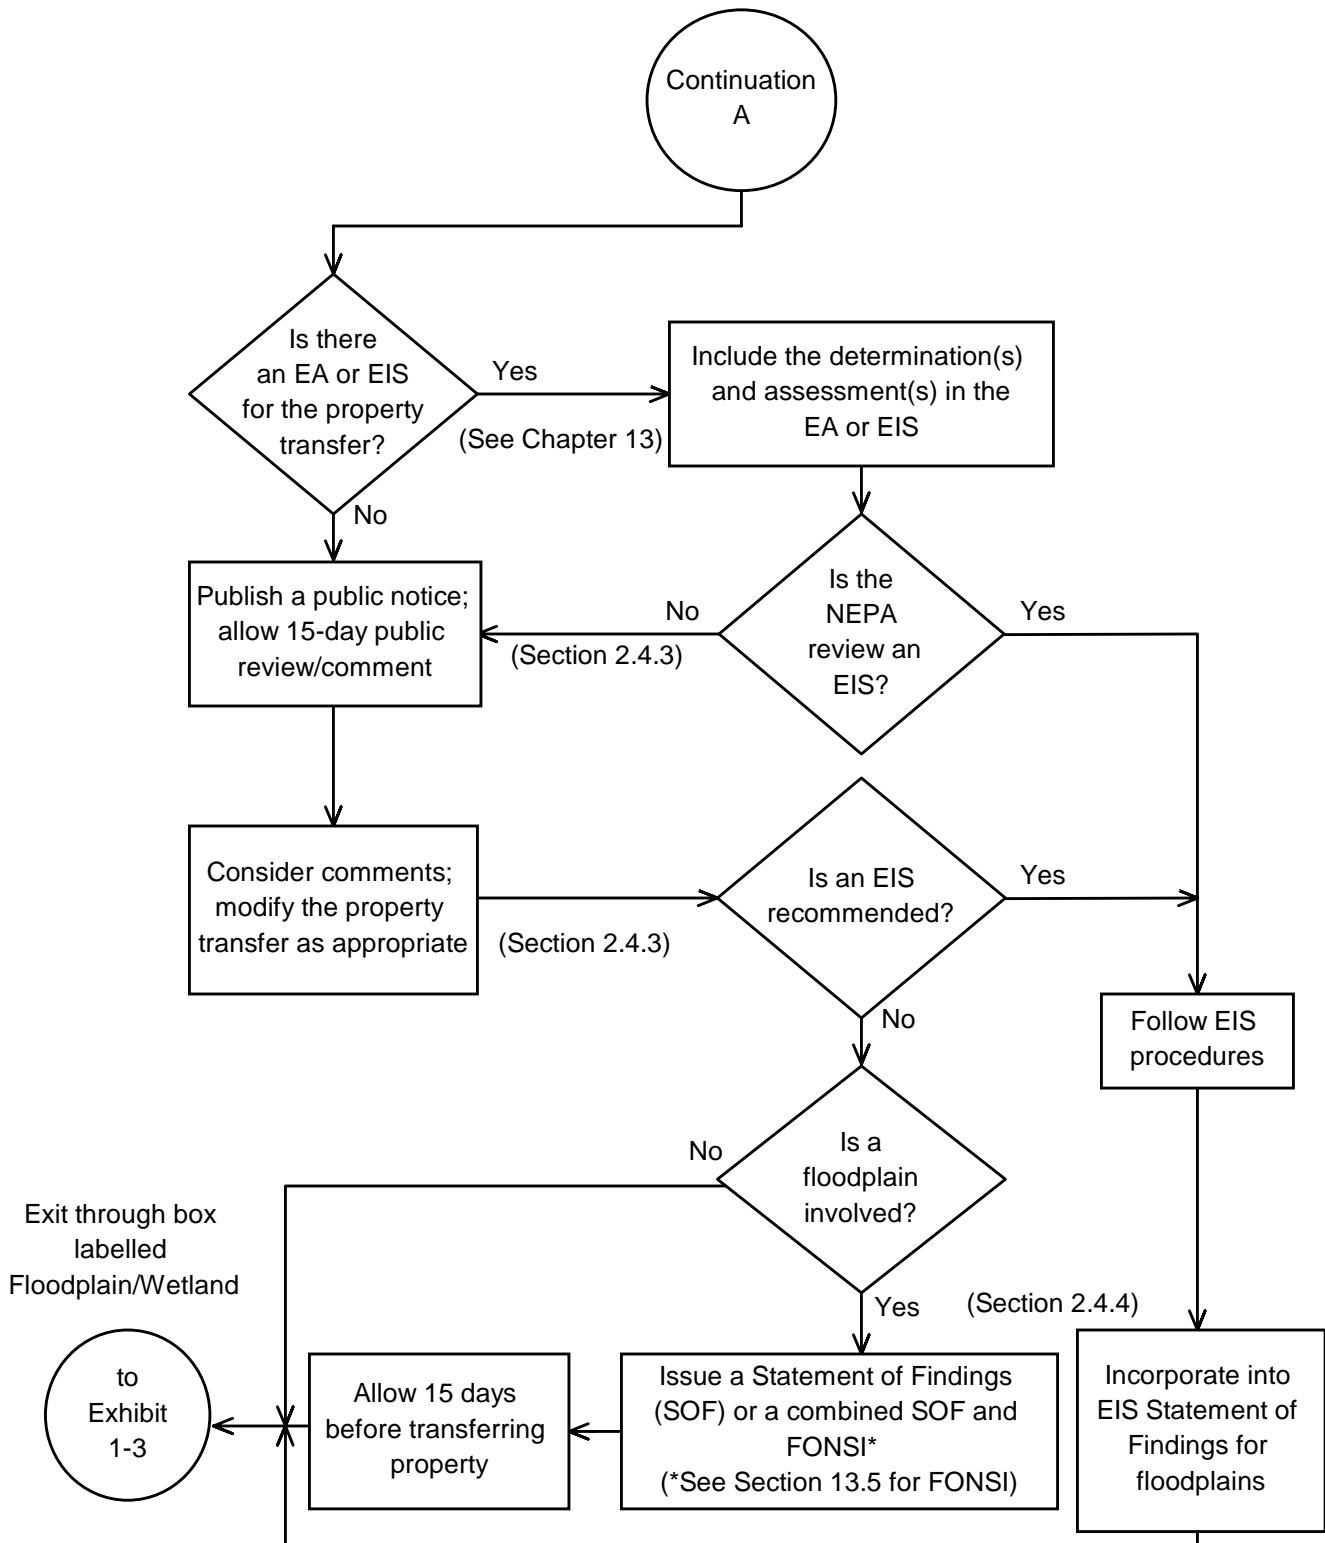 Continuation
A
Is there
an EA or EIS
for the property
transfer?
Yes
(See Chapter 13)
Include the determination(s)
and assessment(s) in the
EA or EIS
No
Publish a public notice;
allow 15-day public
review/comment
No
(Section 2.4.3)
Is the
NEPA
review an
EIS?
Yes
Consider comments;
modify the property
transfer as appropriate
(Section 2.4.3)
Is an EIS
recommended?
Yes
No
Follow EIS
procedures
Is a
floodplain
involved?
No
Yes
(Section 2.4.4)
Exit through box
labelled
Floodplain/Wetland
to
Exhibit
1-3
Allow 15 days
before transferring
property
Issue a Statement of Findings
(SOF) or a combined SOF and
FONSI*
(*See Section 13.5 for FONSI)
Incorporate into
EIS Statement of
Findings for
floodplains